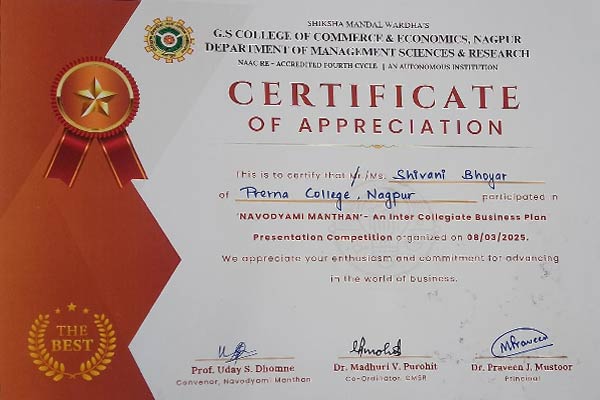 SHIKSHA MANDAL WARDHA'S
G.S COLLEGE OF COMMERCE & ECONOMICS, NAGPUR
DEPARTMENT OF MANAGEMENT SCIENCES & RESEARCH
NAAC RE - ACCREDITED FOURTH CYCLE | AN AUTONOMOUS INSTITUTION
CERTIFICATE
OF APPRECIATION
This is to certify that Mr./Ms. Shivani Bhoyar
of Prerna College, Nagpur participated in
'NAVODYAMI MANTHAN' - An Inter Collegiate Business Plan
Presentation Competition organized on 08/03/2025.
We appreciate your enthusiasm and commitment for advancing
in the world of business.
THE
BEST
Prof. Uday S. Dhomne
Convenor, Navodyami Manthan
Dr. Madhuri V. Purohit
Co-Ordinator, CMSR
MPraveen
Dr. Praveen J. Mustoor
Principal